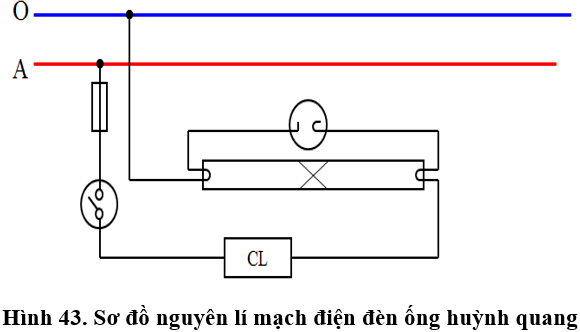 O
A
CL
Hình 43. Sơ đồ nguyên lí mạch điện đèn ống huỳnh quang